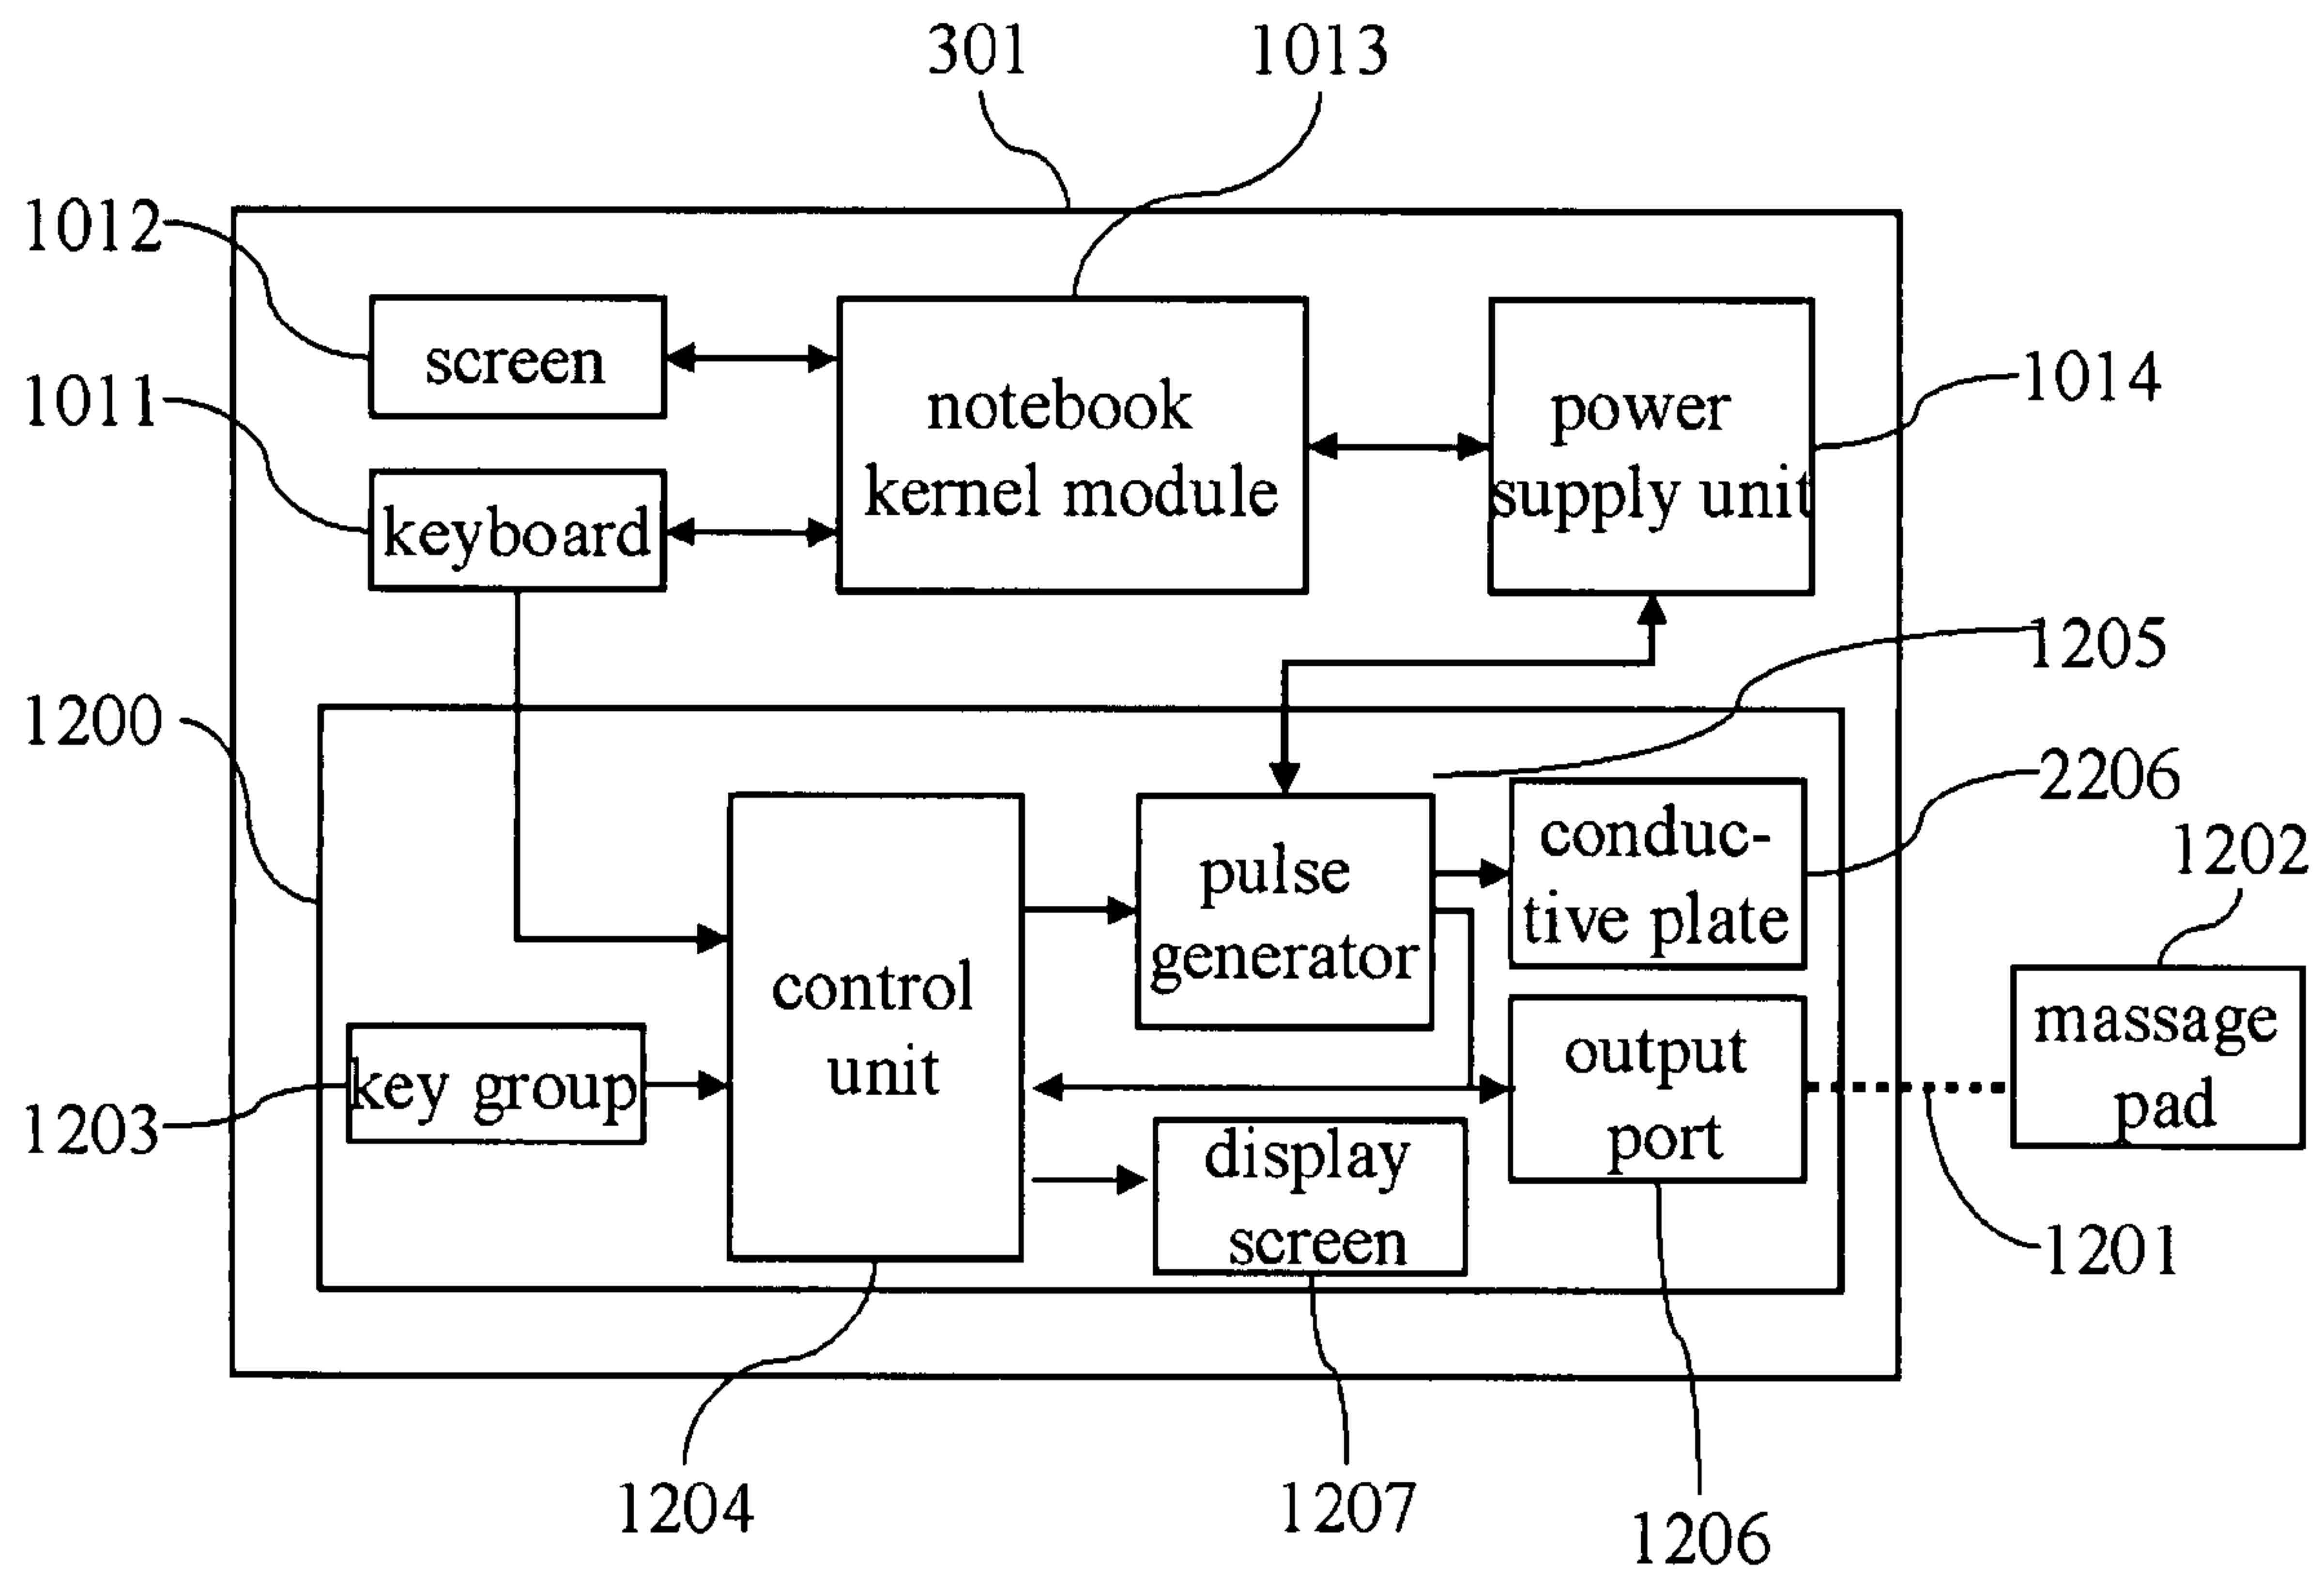 301
1013
1012
screen
1011
keyboard
notebook
kernel module
power
supply unit
1014
1205
1200
2206
conduc-
tive plate
1202
pulse
generator
control
unit
massage
pad
output
port
key group
1203
display
screen
1201
1204
1207
1206